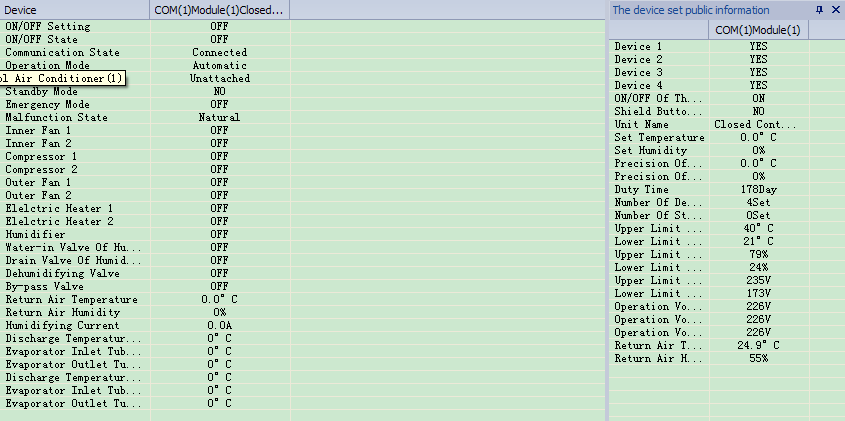 Device COM(1)Module(1)Closed...
ON/OFF Setting OFF
ON/OFF State OFF
Communication State Connected
Operation Mode Automatic
ol Air Conditioner(1) Unattached
Standby Mode NO
Emergency Mode OFF
Malfunction State Natural
Inner Fan 1 OFF
Inner Fan 2 OFF
Compressor 1 OFF
Compressor 2 OFF
Outer Fan 1 OFF
Outer Fan 2 OFF
Elelctric Heater 1 OFF
Elelctric Heater 2 OFF
Humidifier OFF
Water-in Valve Of Hu... OFF
Drain Valve Of Humid... OFF
Dehumidifying Valve OFF
By-pass Valve OFF
Return Air Temperature 0.0° C
Return Air Humidity 0%
Humidifying Current 0.0A
Discharge Temperatur... 0° C
Evaporator Inlet Tub... 0° C
Evaporator Outlet Tu... 0° C
Discharge Temperatur... 0° C
Evaporator Inlet Tub... 0° C
Evaporator Outlet Tu... 0° C
The device set public information
COM(1)Module(1)
Device 1 YES
Device 2 YES
Device 3 YES
Device 4 YES
ON/OFF Of Th... ON
Shield Butto... NO
Unit Name Closed Cont...
Set Temperature 0.0° C
Set Humidity 0%
Precision Of... 0.0° C
Precision Of... 0%
Duty Time 178Day
Number Of De... 4Set
Number Of St... 0Set
Upper Limit ... 40° C
Lower Limit ... 21° C
Upper Limit ... 79%
Lower Limit ... 24%
Upper Limit ... 235V
Lower Limit ... 173V
Operation Vo... 226V
Operation Vo... 226V
Operation Vo... 226V
Return Air T... 24.9° C
Return Air H... 55%